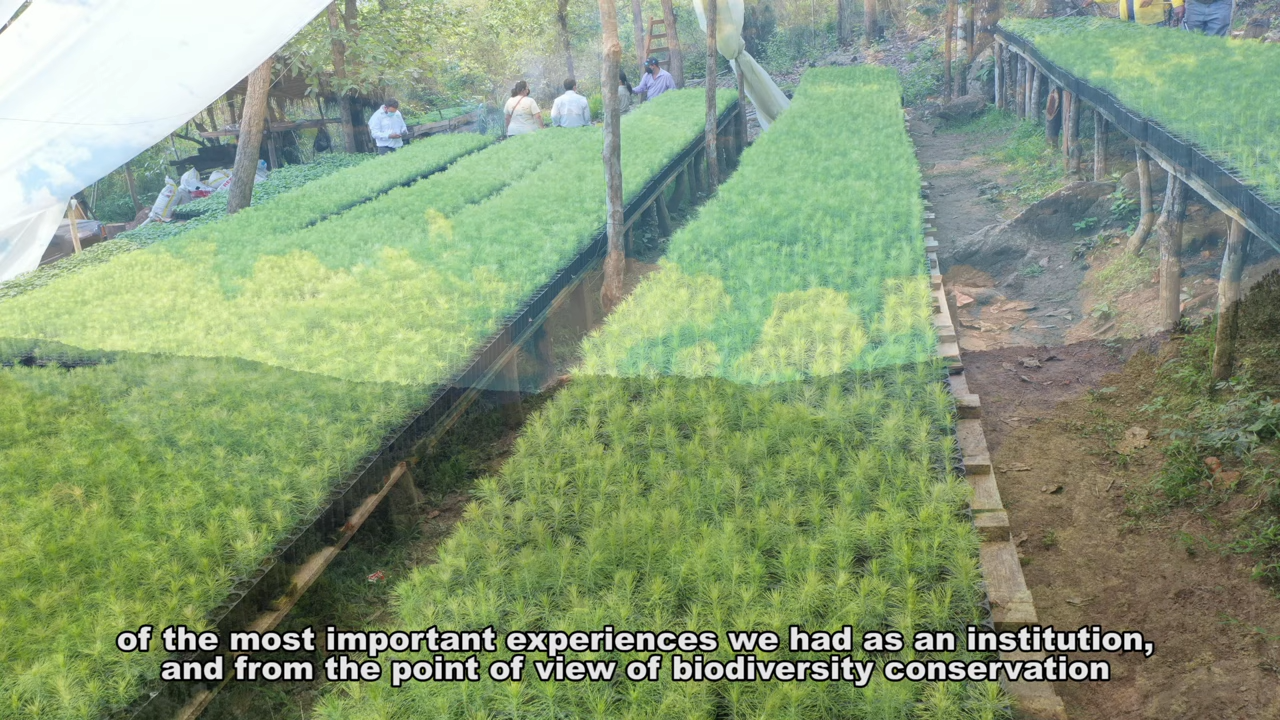 of the most important experiences we had as an institution,
and from the point of view of biodiversity conservation